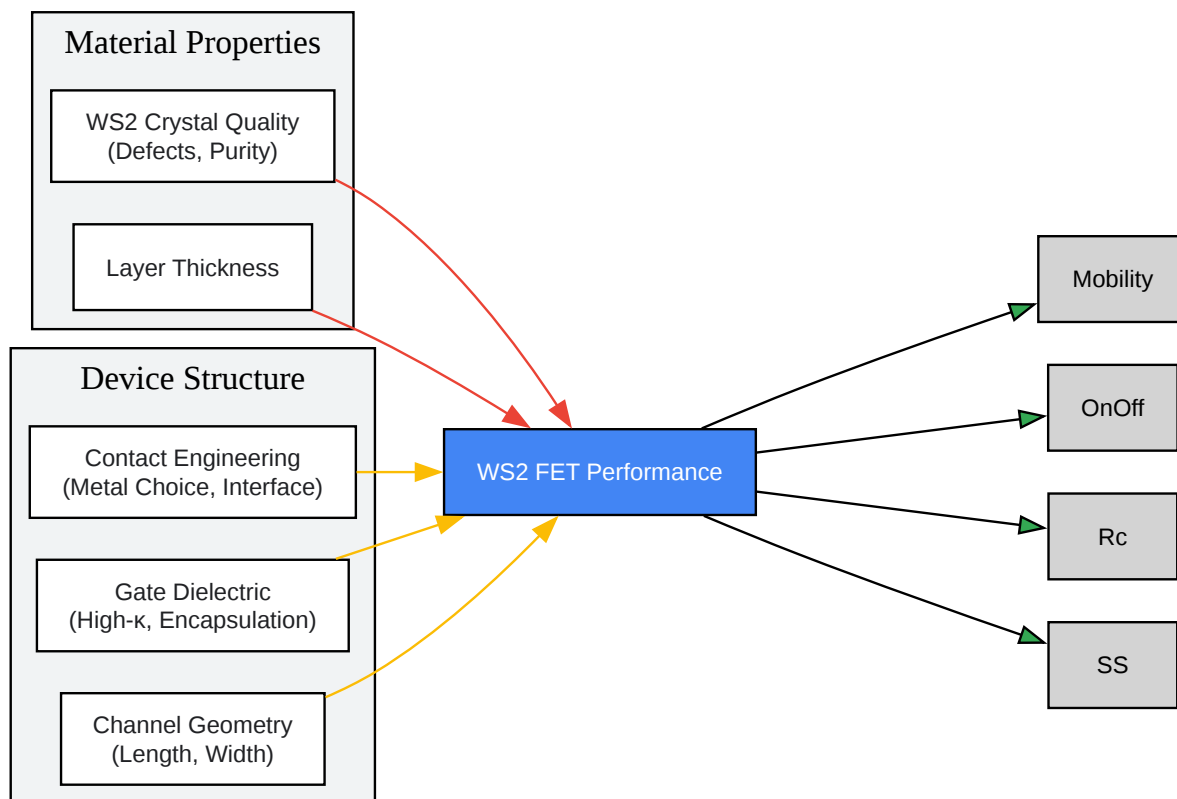 Material Properties
WS2 Crystal Quality
(Defects, Purity)
Layer Thickness
Device Structure
Contact Engineering
(Metal Choice, Interface)
Gate Dielectric
(High-κ, Encapsulation)
Channel Geometry
(Length, Width)
WS2 FET Performance
Mobility
OnOff
Rc
SS